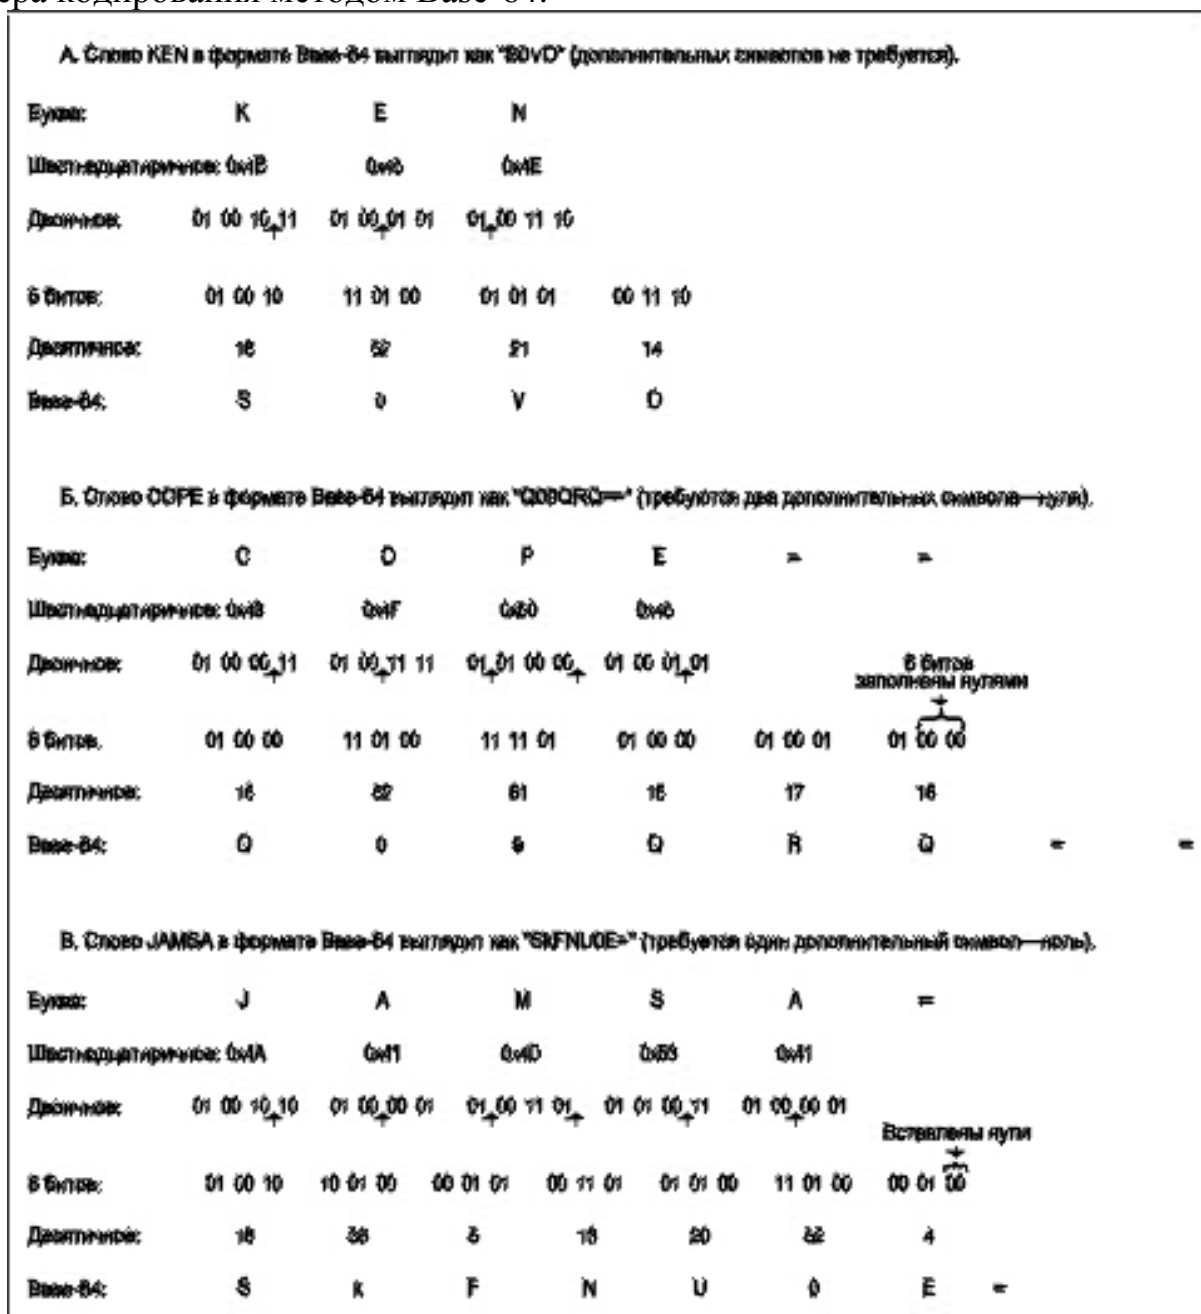 ера кодирования методом Base-64.
А. Слово KEN в формате Base-64 выглядит как "S0VO" (дополнительных символов не требуется).
Буква: K E N
Шестнадцатиричное: 0x4B 0x45 0x4E
Двоичное: 01 00 10 11 01 00 01 01 01 00 11 10
6 битов: 01 00 10 11 01 00 01 01 01 00 11 10
Десятичное: 18 52 21 14
Base-64: S 0 V O
Б. Слово COPE в формате Base-64 выглядит как "Q09QRQ==" (требуются два дополнительных символа—нуля).
Буква: C O P E = =
Шестнадцатиричное: 0x43 0x4F 0x50 0x45
Двоичное: 01 00 00 11 01 00 11 11 01 01 00 00 01 00 01 01 6 битов
заполнены нулями
6 битов. 01 00 00 11 01 00 11 11 01 01 00 00 01 00 01 01 00 00
Десятичное: 16 52 61 16 17 16
Base-64: Q 0 9 Q R Q = =
В. Слово JAMSA в формате Base-64 выглядит как "SkFNU0E=" (требуется один дополнительный символ—ноль).
Буква: J A M S A =
Шестнадцатиричное: 0x4A 0x41 0x4D 0x53 0x41
Двоичное: 01 00 10 10 01 00 00 01 01 00 11 01 01 01 00 11 01 00 00 01
Вставлены нули
6 битов: 01 00 10 10 01 00 00 01 01 00 11 01 01 01 00 11 01 00 00 01 00
Десятичное: 18 36 5 13 20 52 4
Base-64: S k F N U 0 E =